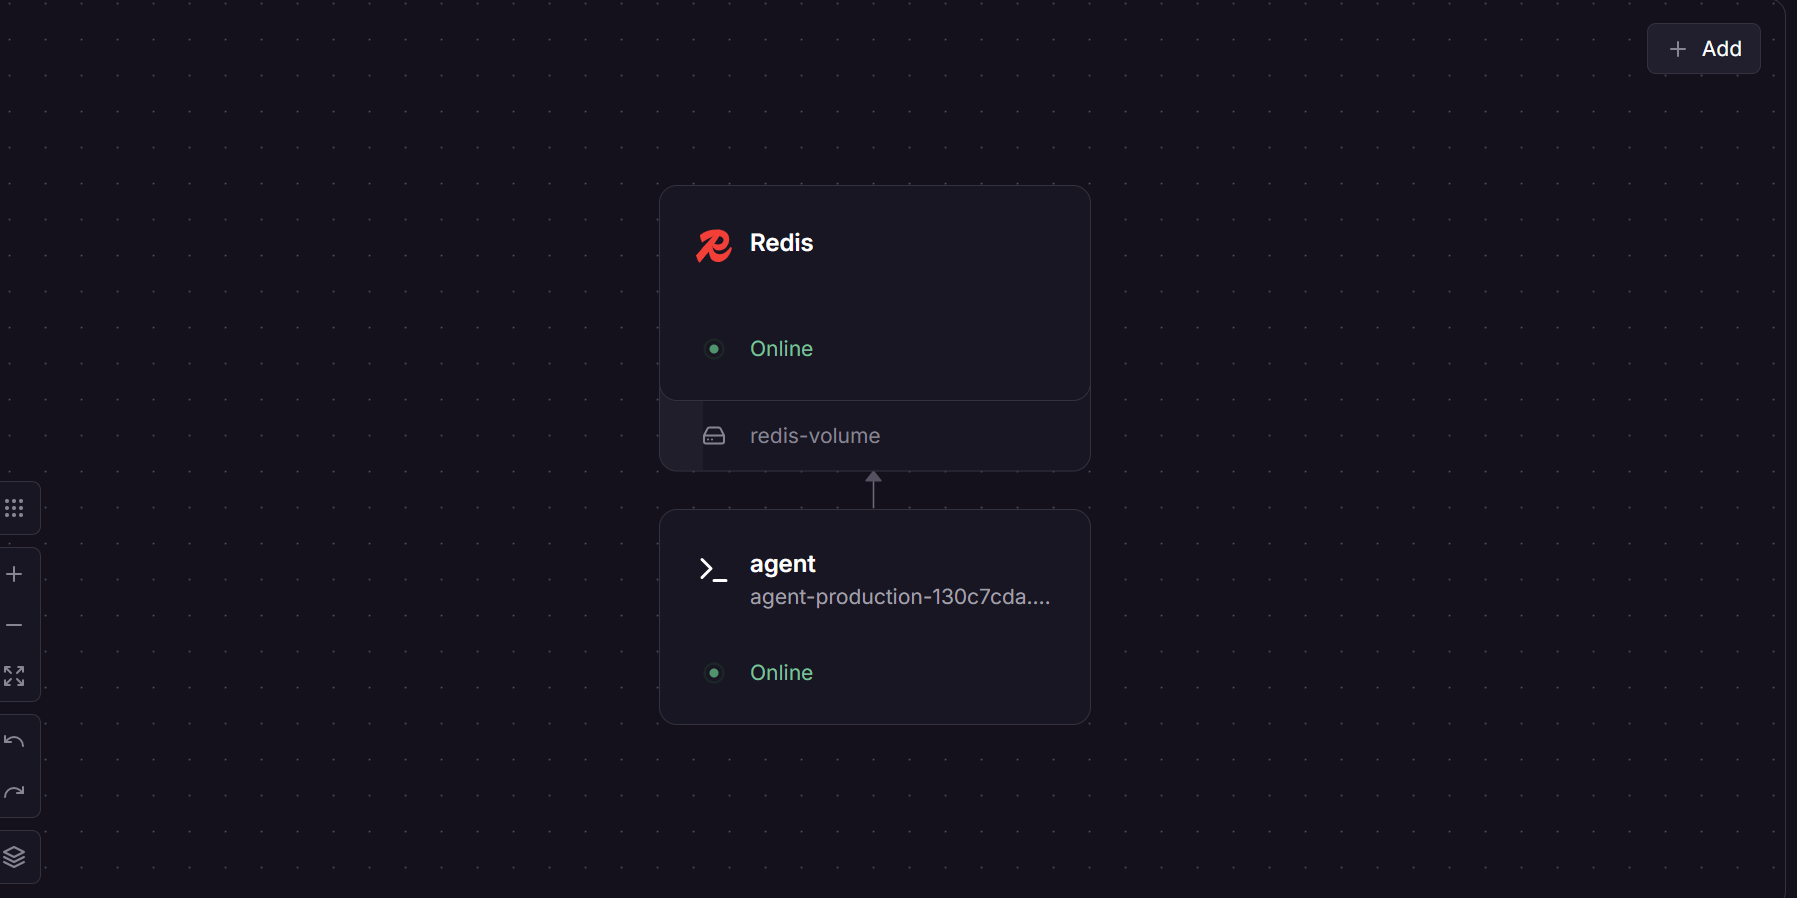 Add
Redis
Online
redis-volume
agent
agent-production-130c7cda....
Online